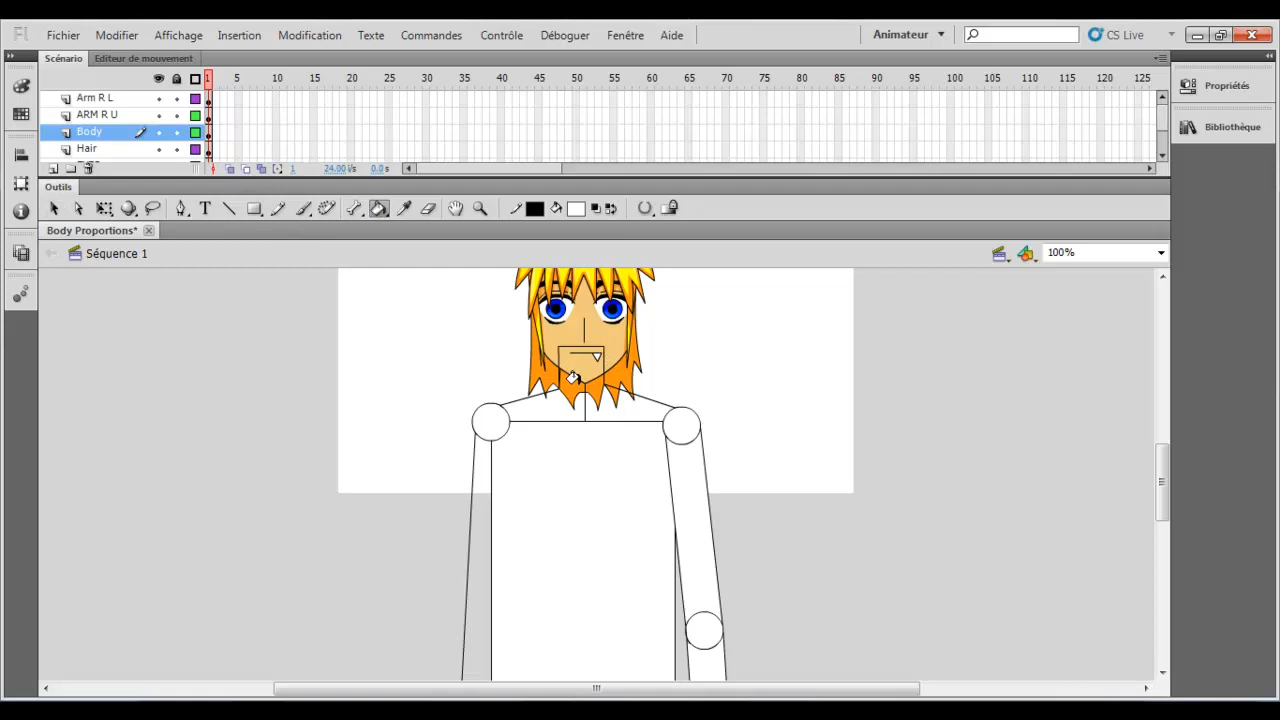 Fl Fichier Modifier Affichage Insertion Modification Texte Commandes Contrôle Déboguer Fenêtre Aide Animateur CS Live
Scénario Editeur de mouvement
1 5 10 15 20 25 30 35 40 45 50 55 60 65 70 75 80 85 90 95 100 105 110 115 120 125
Arm R L
ARM R U
Body
Hair
1 24.00 i/s 0.0 s
Outils
Body Proportions*
Séquence 1 100%
Propriétés
Bibliothèque